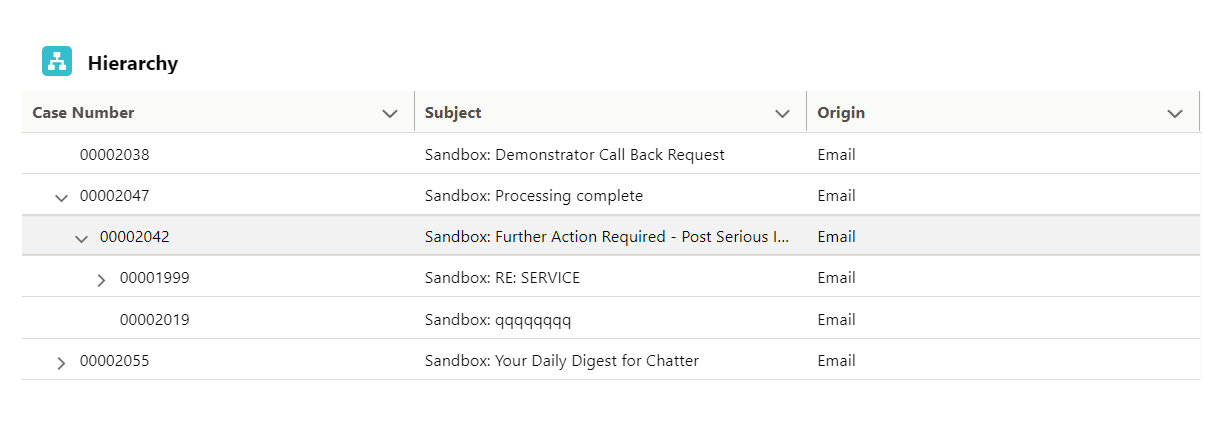 Hierarchy
Case Number Subject Origin
00002038 Sandbox: Demonstrator Call Back Request Email
00002047 Sandbox: Processing complete Email
00002042 Sandbox: Further Action Required - Post Serious I... Email
00001999 Sandbox: RE: SERVICE Email
00002019 Sandbox: qqqqqqqq Email
00002055 Sandbox: Your Daily Digest for Chatter Email